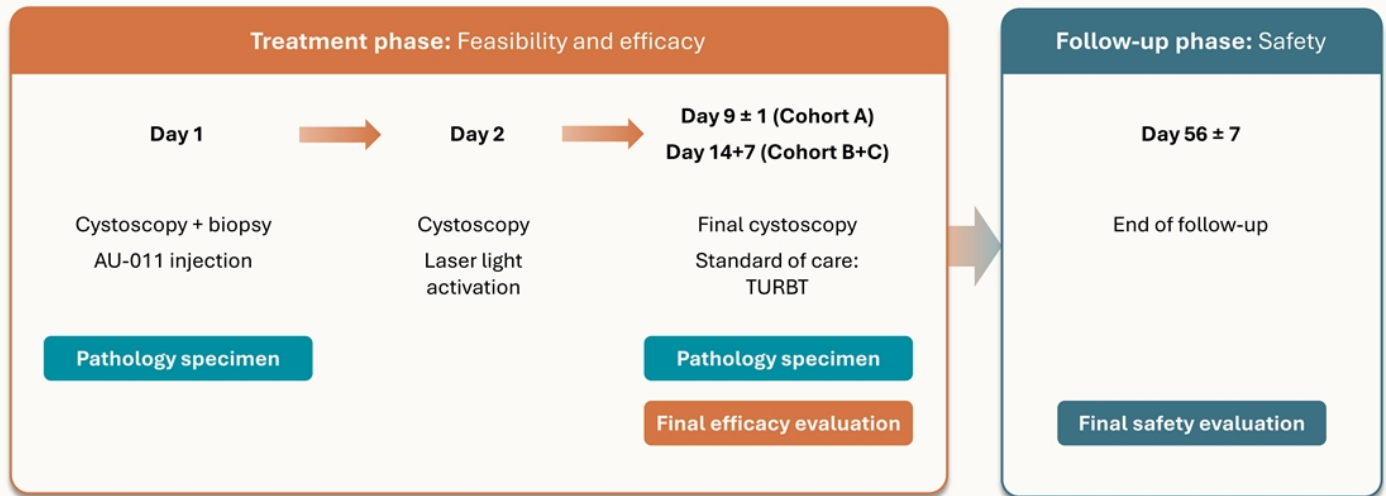 Treatment phase: Feasibility and efficacy
Day 1
Cystoscopy + biopsy
AU-011 injection
Pathology specimen
Day 2
Cystoscopy
Laser light
activation
Day 9 ± 1 (Cohort A)
Day 14+7 (Cohort B+C)
Final cystoscopy
Standard of care:
TURBT
Pathology specimen
Final efficacy evaluation
Follow-up phase: Safety
Day 56 ± 7
End of follow-up
Final safety evaluation